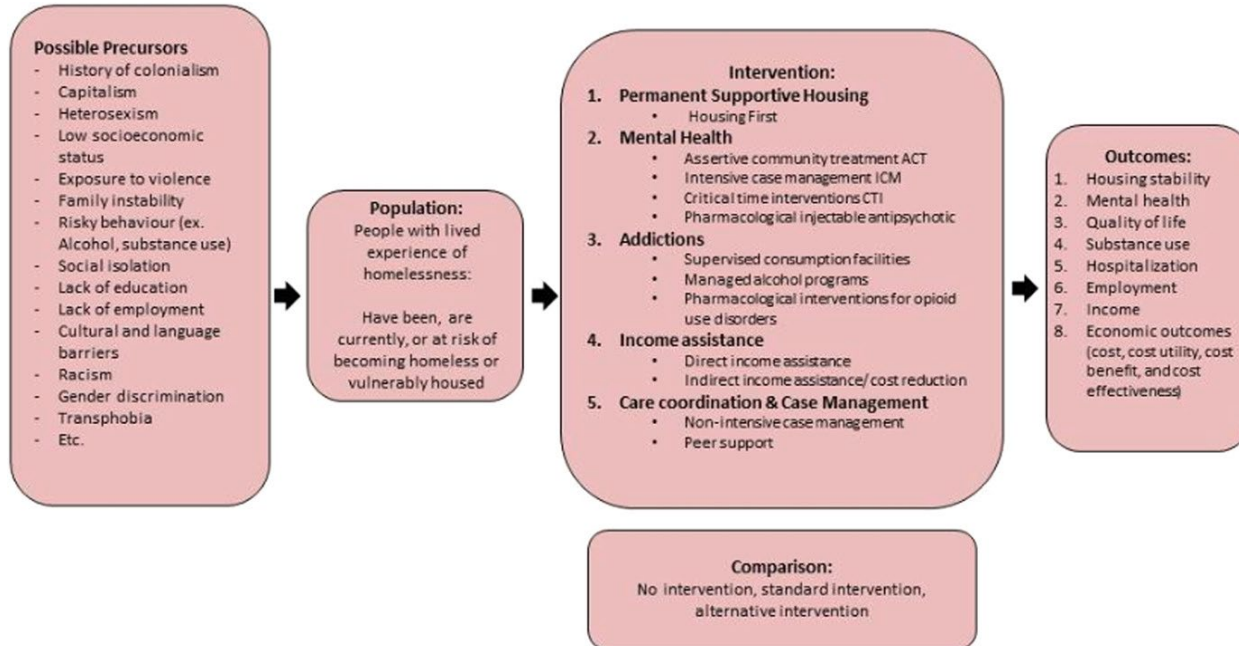 Possible Precursors
- History of colonialism
- Capitalism
- Heterosexism
- Low socioeconomic
status
- Exposure to violence
- Family instability
- Risky behaviour (ex.
Alcohol, substance use)
- Social isolation
- Lack of education
- Lack of employment
- Cultural and language
barriers
- Racism
- Gender discrimination
- Transphobia
- Etc.
Population:
People with lived
experience of
homelessness:
Have been, are
currently, or at risk of
becoming homeless or
vulnerably housed
Intervention:
1. Permanent Supportive Housing
• Housing First
2. Mental Health
• Assertive community treatment ACT
• Intensive case management ICM
• Critical time interventions CTI
• Pharmacological injectable antipsychotic
3. Addictions
• Supervised consumption facilities
• Managed alcohol programs
• Pharmacological interventions for opioid
use disorders
4. Income assistance
• Direct income assistance
• Indirect income assistance/ cost reduction
5. Care coordination & Case Management
• Non-intensive case management
• Peer support
Comparison:
No intervention, standard intervention,
alternative intervention
Outcomes:
1. Housing stability
2. Mental health
3. Quality of life
4. Substance use
5. Hospitalization
6. Employment
7. Income
8. Economic outcomes
(cost, cost utility, cost
benefit, and cost
effectiveness)